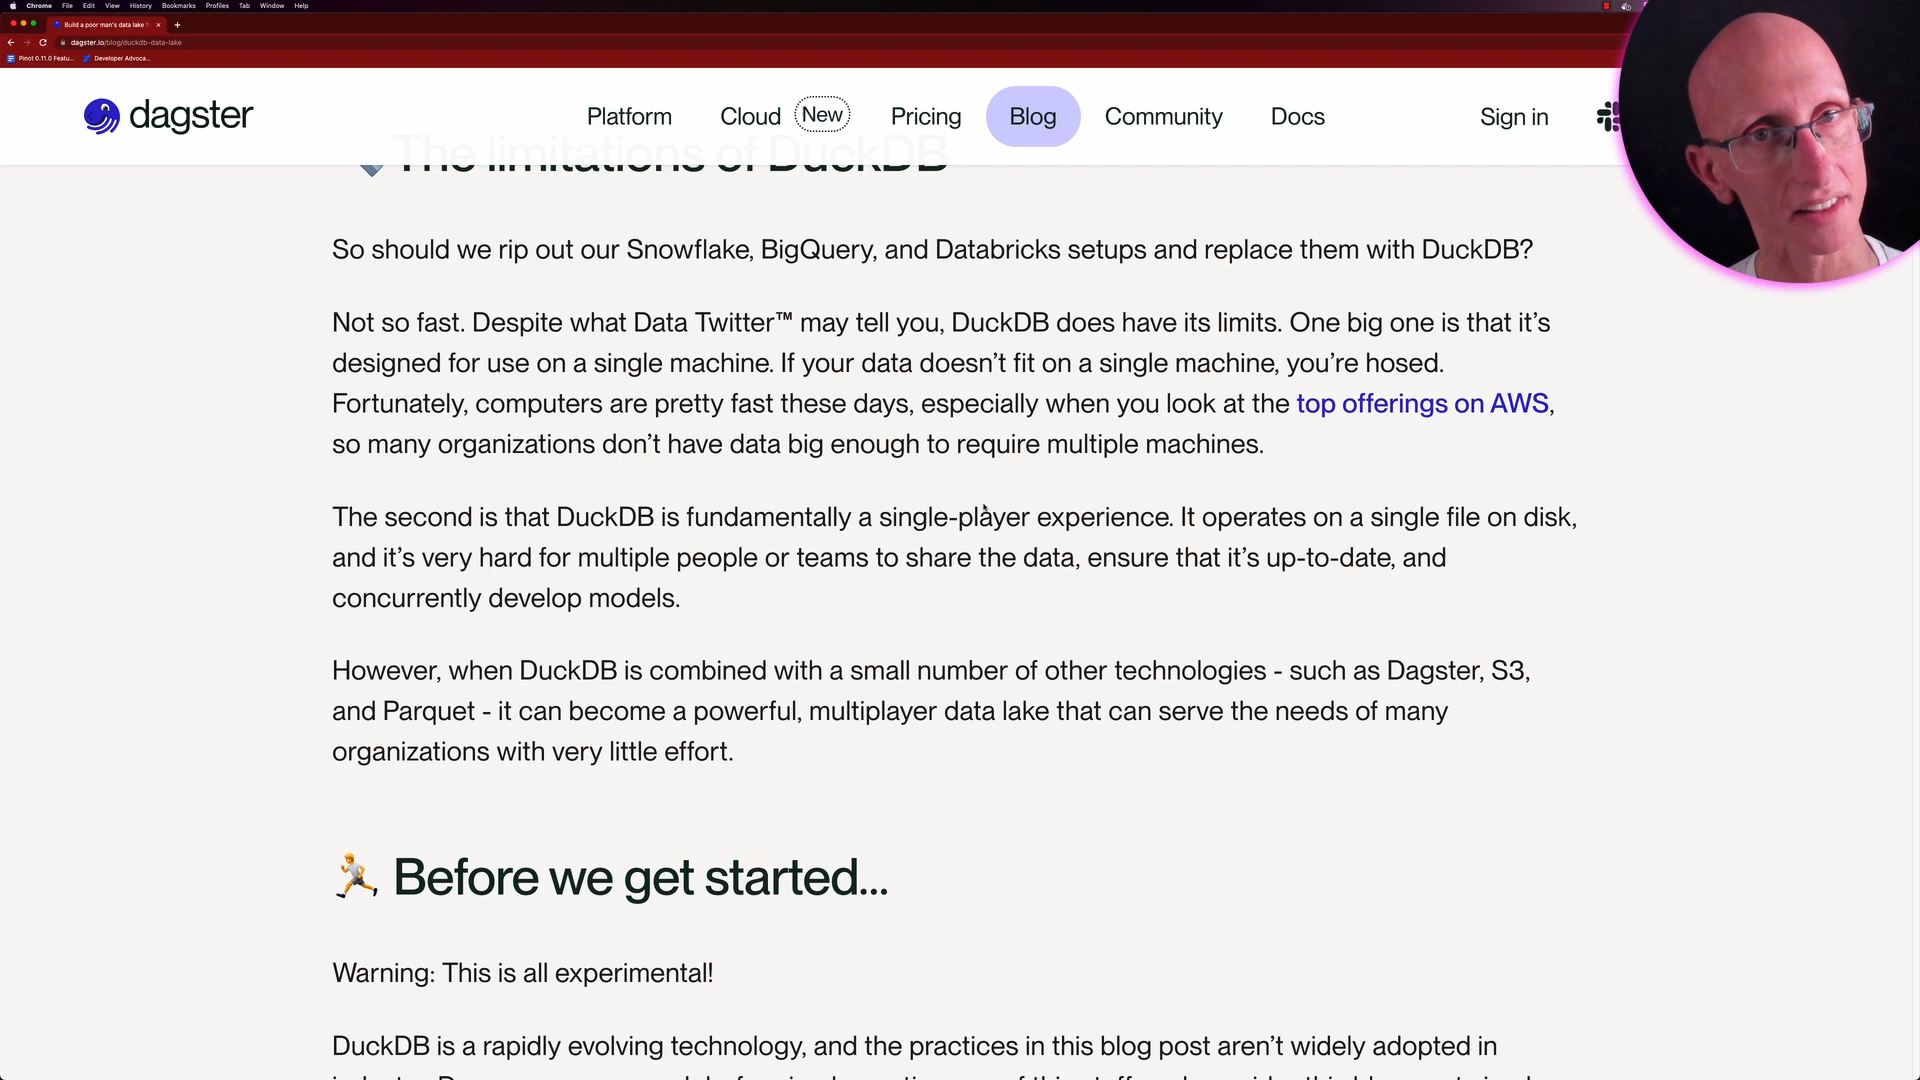 Chrome File Edit View History Bookmarks Profiles Tab Window Help
Build a poor man's data lake
dagster.io/blog/duckdb-data-lake
Pinot 0.11.0 Featu... Developer Advoca...
dagster Platform Cloud New Pricing Blog Community Docs Sign in
The limitations of DuckDB
So should we rip out our Snowflake, BigQuery, and Databricks setups and replace them with DuckDB?
Not so fast. Despite what Data Twitter™ may tell you, DuckDB does have its limits. One big one is that it’s
designed for use on a single machine. If your data doesn’t fit on a single machine, you’re hosed.
Fortunately, computers are pretty fast these days, especially when you look at the top offerings on AWS,
so many organizations don’t have data big enough to require multiple machines.
The second is that DuckDB is fundamentally a single-player experience. It operates on a single file on disk,
and it’s very hard for multiple people or teams to share the data, ensure that it’s up-to-date, and
concurrently develop models.
However, when DuckDB is combined with a small number of other technologies - such as Dagster, S3,
and Parquet - it can become a powerful, multiplayer data lake that can serve the needs of many
organizations with very little effort.
Before we get started...
Warning: This is all experimental!
DuckDB is a rapidly evolving technology, and the practices in this blog post aren’t widely adopted in